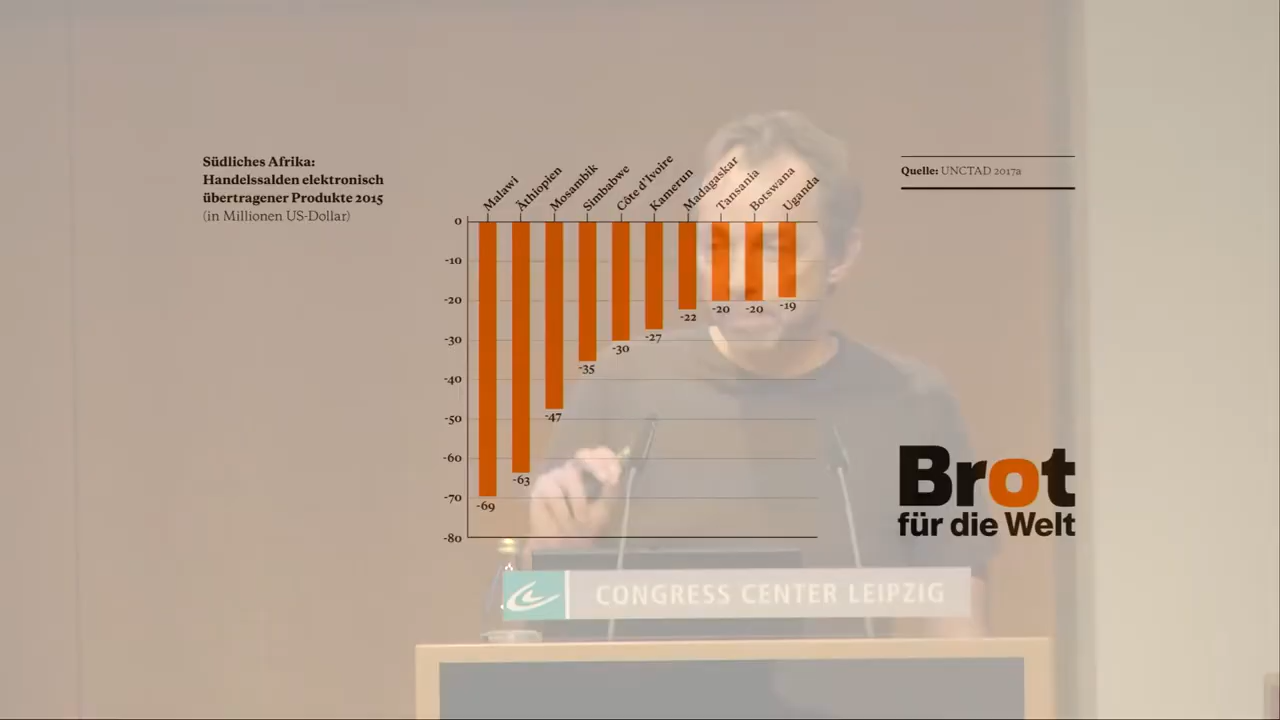 Südliches Afrika:
Handelssalden elektronisch
übertragener Produkte 2015
(in Millionen US-Dollar)
Malawi
Äthiopien
Mosambik
Simbabwe
Côte d'Ivoire
Kamerun
Madagaskar
Tansania
Botswana
Uganda
0
-10
-20
-30
-40
-50
-60
-70
-80
-69
-63
-47
-35
-30
-27
-22
-20
-20
-19
Quelle: UNCTAD 2017a
Brot
für die Welt
CONGRESS CENTER LEIPZIG